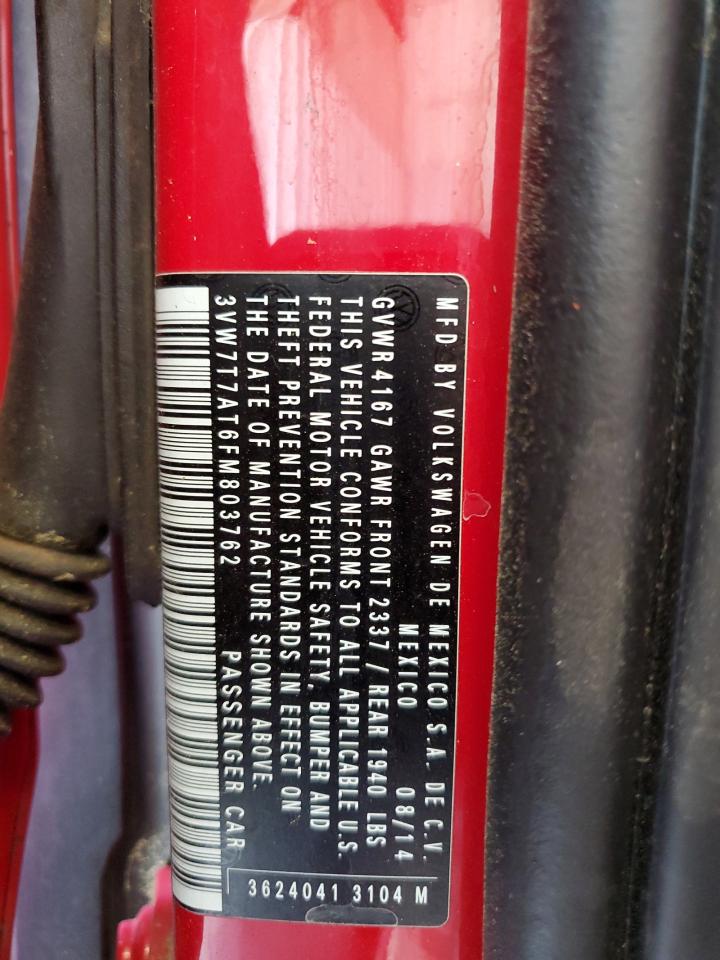 MFD BY VOLKSWAGEN DE MEXICO S.A. DE C.V.
MEXICO 08/14
GVWR 4167 GAWR FRONT 2337 / REAR 1940 LBS
THIS VEHICLE CONFORMS TO ALL APPLICABLE U.S.
FEDERAL MOTOR VEHICLE SAFETY, BUMPER AND
THEFT PREVENTION STANDARDS IN EFFECT ON
THE DATE OF MANUFACTURE SHOWN ABOVE.
3VW7T7AT6FM803762 PASSENGER CAR
3624041 3104 M